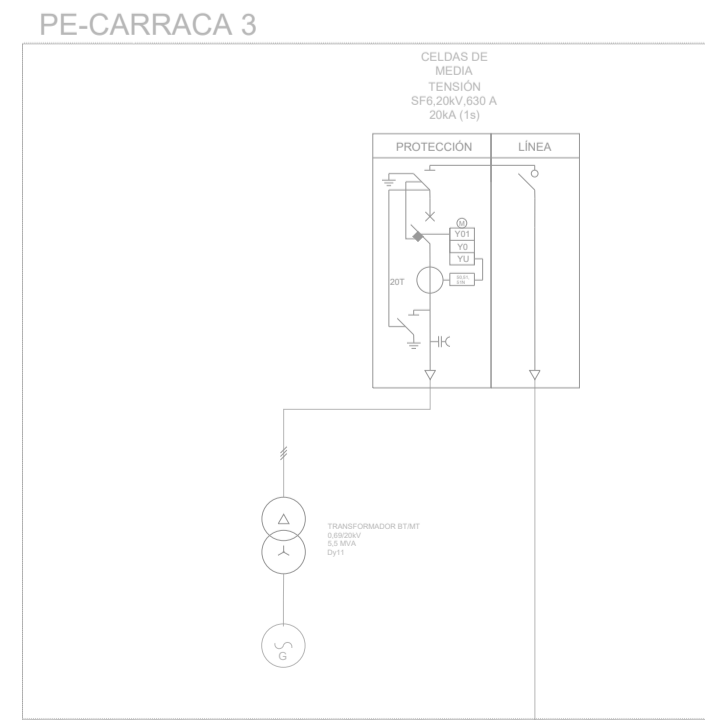 PE-CARRACA 3
CELDAS DE
MEDIA
TENSIÓN
SF6,20kV,630 A
20kA (1s)
PROTECCIÓN
LÍNEA
M
Y01
Y0
YU
20T
TRANSFORMADOR BT/MT
0,69/20kV
5,5 MVA
Dy11
G